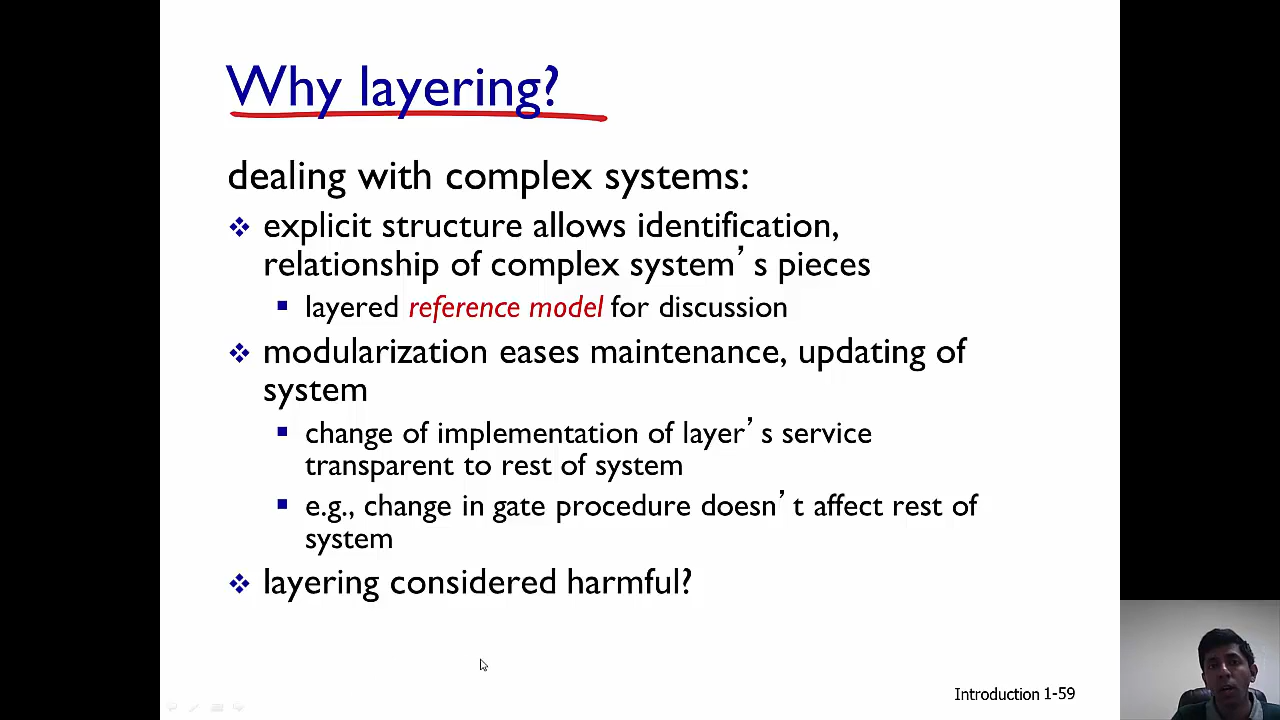 Why layering?
dealing with complex systems:
explicit structure allows identification,
relationship of complex system’s pieces
layered reference model for discussion
modularization eases maintenance, updating of
system
change of implementation of layer’s service
transparent to rest of system
e.g., change in gate procedure doesn’t affect rest of
system
layering considered harmful?
Introduction 1-59